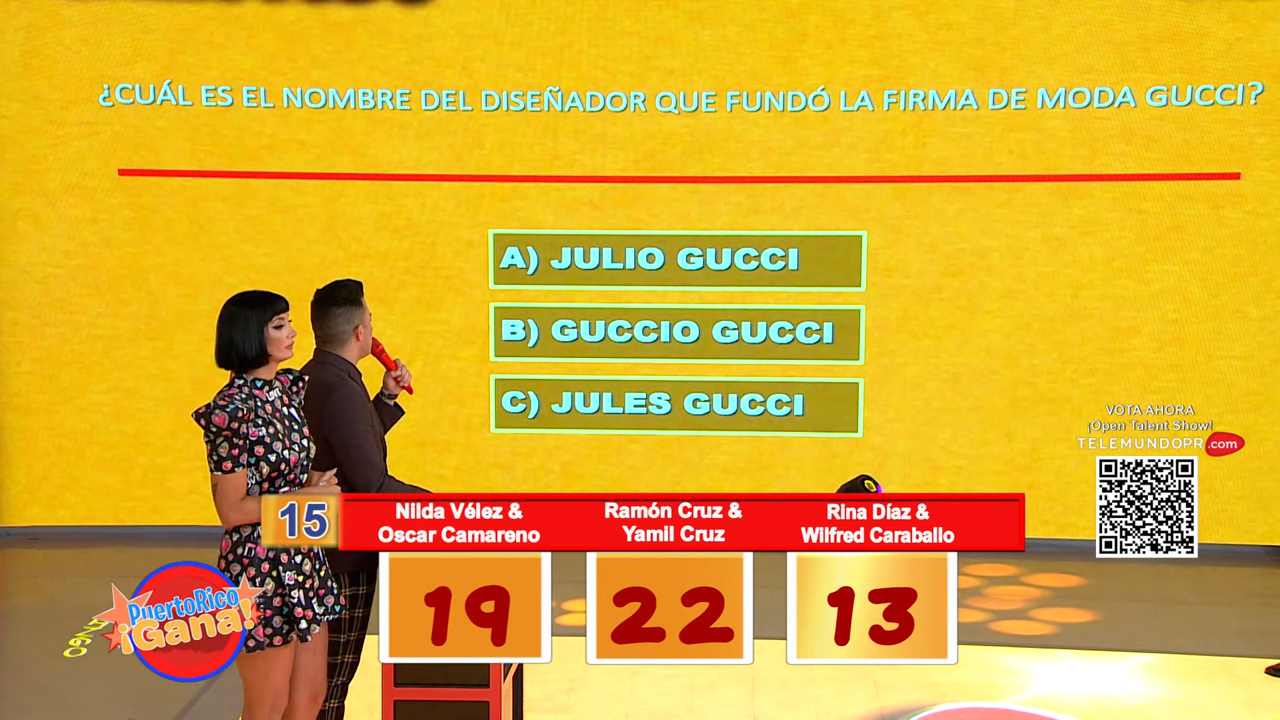 ¿CUÁL ES EL NOMBRE DEL DISEÑADOR QUE FUNDÓ LA FIRMA DE MODA GUCCI?
A) JULIO GUCCI
B) GUCCIO GUCCI
C) JULES GUCCI
VOTA AHORA
¡Open Talent Show!
TELEMUNDOPR.com
15
Nilda Vélez &
Oscar Camareno
Ramón Cruz &
Yamil Cruz
Rina Díaz &
Wilfred Caraballo
19
22
13
PuertoRico
¡Gana!